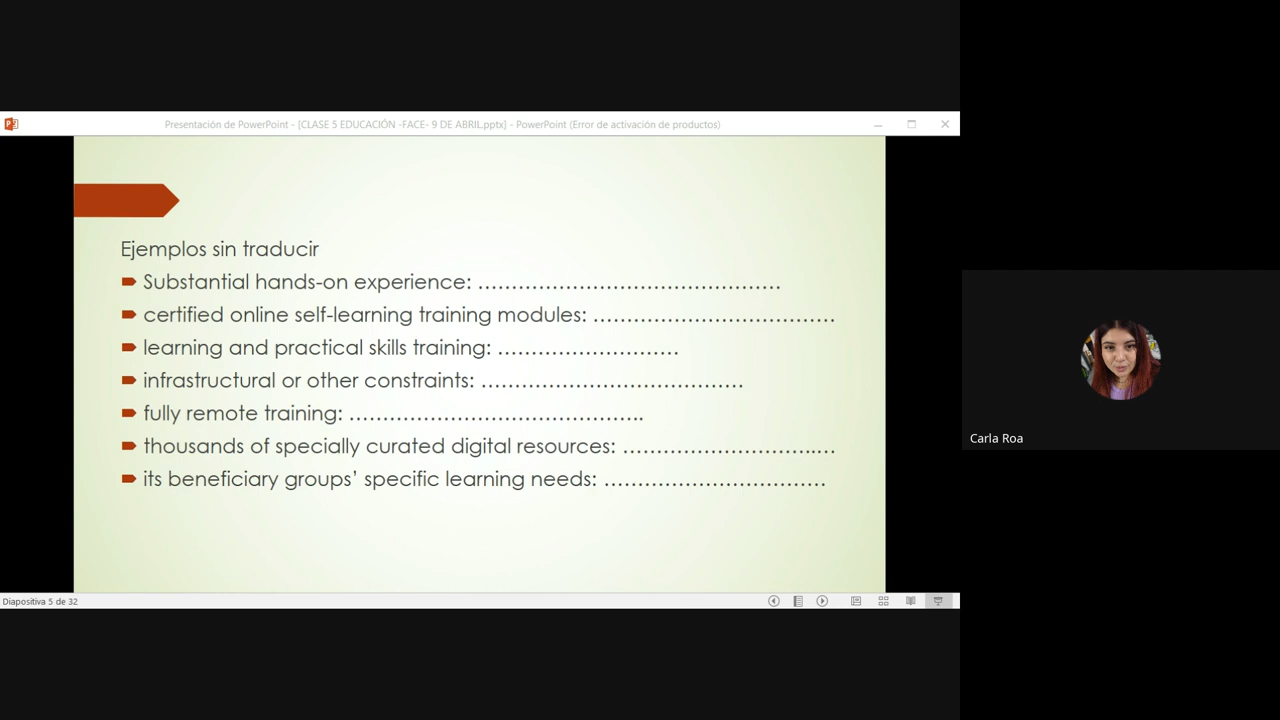 Presentación de PowerPoint - [CLASE 5 EDUCACIÓN -FACE- 9 DE ABRIL.pptx] - PowerPoint (Error de activación de productos)
Ejemplos sin traducir
Substantial hands-on experience: ………………………………………
certified online self-learning training modules: ………………………………
learning and practical skills training: ………………………
infrastructural or other constraints: …………………………………
fully remote training: ……………………………………..
thousands of specially curated digital resources: ………………………..…
its beneficiary groups’ specific learning needs: ……………………………
Carla Roa
Diapositiva 5 de 32